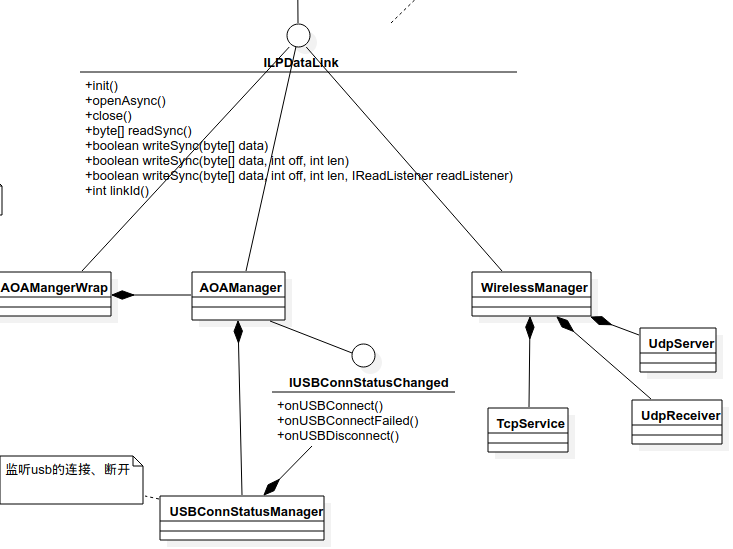 ILPDataLink
+init()
+openAsync()
+close()
+byte[] readSync()
+boolean writeSync(byte[] data)
+boolean writeSync(byte[] data, int off, int len)
+boolean writeSync(byte[] data, int off, int len, IReadListener readListener)
+int linkId()
AOAMangerWrap
AOAManager
WirelessManager
UdpServer
IUSBConnStatusChanged
+onUSBConnect()
+onUSBConnectFailed()
+onUSBDisconnect()
TcpService
UdpReceiver
监听usb的连接、断开
USBConnStatusManager